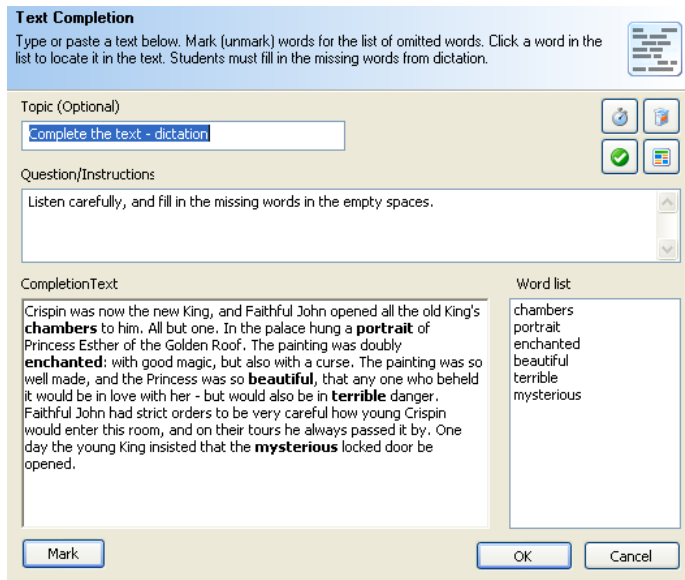 Text Completion
Type or paste a text below. Mark (unmark) words for the list of omitted words. Click a word in the
list to locate it in the text. Students must fill in the missing words from dictation.
Topic (Optional)
Complete the text - dictation
Question/Instructions
Listen carefully, and fill in the missing words in the empty spaces.
CompletionText
Crispin was now the new King, and Faithful John opened all the old King's
chambers to him. All but one. In the palace hung a portrait of
Princess Esther of the Golden Roof. The painting was doubly
enchanted: with good magic, but also with a curse. The painting was so
well made, and the Princess was so beautiful, that any one who beheld
it would be in love with her - but would also be in terrible danger.
Faithful John had strict orders to be very careful how young Crispin
would enter this room, and on their tours he always passed it by. One
day the young King insisted that the mysterious locked door be
opened.
Word list
chambers
portrait
enchanted
beautiful
terrible
mysterious
Mark
OK
Cancel